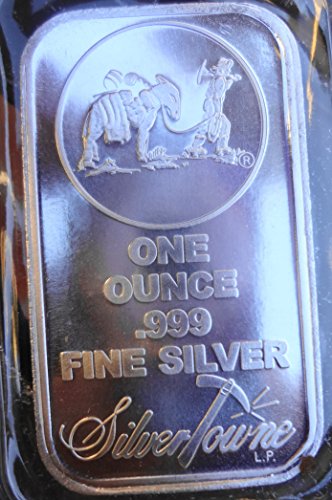 ®
ONE
OUNCE
.999
FINE SILVER
SilverTowne
L.P.